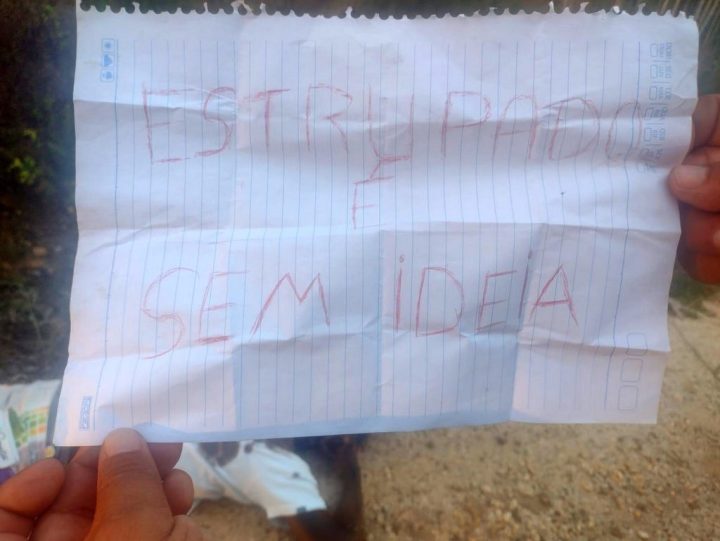 ESTRUPADO
É
SEM IDEIA